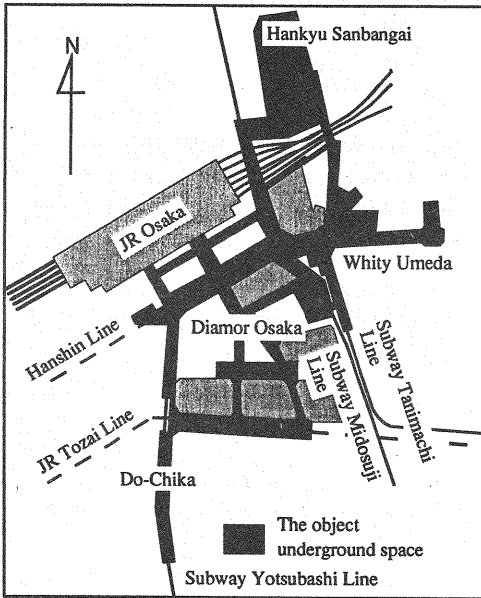 Hankyu Sanbangai
N
JR Osaka
Whity Umeda
Hanshin Line
Diamor Osaka
Subway Tanimachi
Line
Subway Midosuji
Line
JR Tozai Line
Do-Chika
The object
underground space
Subway Yotsubashi Line